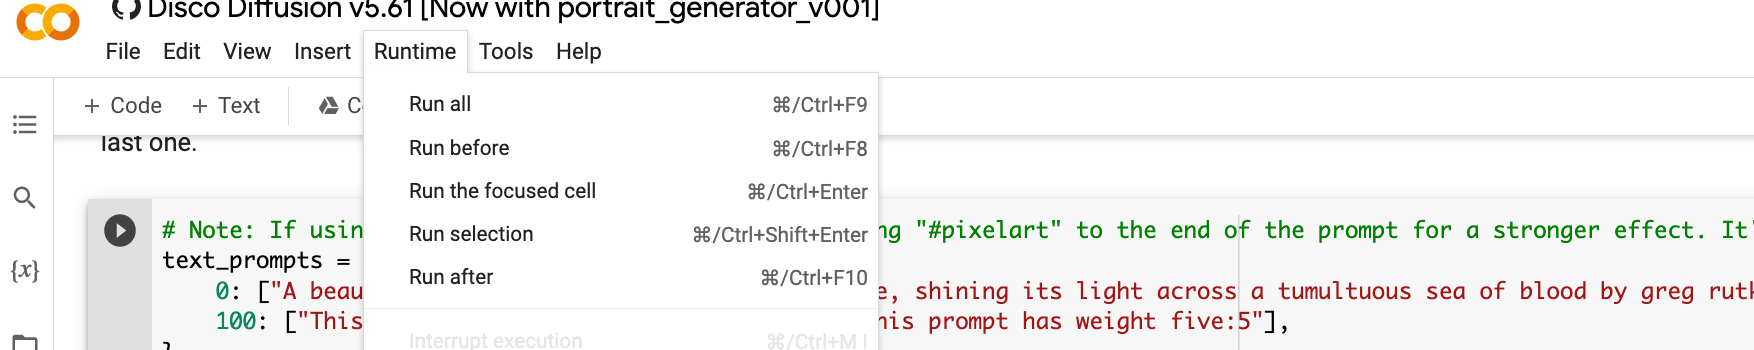 Disco Diffusion v5.61 [Now with portrait_generator_v001]
File Edit View Insert Runtime Tools Help
+ Code + Text
Run all ⌘/Ctrl+F9
Run before ⌘/Ctrl+F8
last one.
Run the focused cell ⌘/Ctrl+Enter
# Note: If ng "#pixelart" to the end of the prompt for a stronger effect. It'
Run selection ⌘/Ctrl+Shift+Enter
text_prompts =
Run after ⌘/Ctrl+F10
0: ["A beau e, shining its light across a tumultuous sea of blood by greg rutk
100: ["This his prompt has weight five:5"],
Interrupt execution ⌘/Ctrl+M I
{x}
}